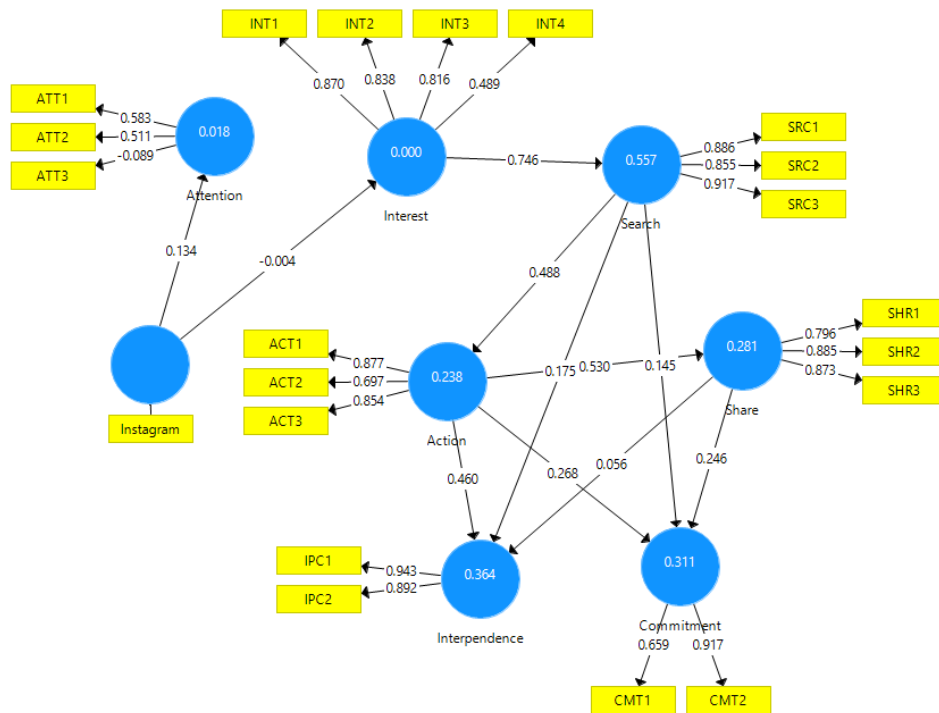 INT1 INT2 INT3 INT4
0.870 0.838 0.816 0.489
ATT1
ATT2
ATT3
0.583
0.511
-0.089
0.018
Attention
0.000
Interest
0.746
0.557
Search
0.886
0.855
0.917
SRC1
SRC2
SRC3
0.134
-0.004
0.488
Instagram
ACT1
ACT2
ACT3
0.877
0.697
0.854
0.238
Action
0.175
0.530
0.145
0.281
Share
0.796
0.885
0.873
SHR1
SHR2
SHR3
0.460
0.268
0.056
0.246
IPC1
IPC2
0.943
0.892
0.364
Interpendence
0.311
Commitment
0.659
0.917
CMT1
CMT2